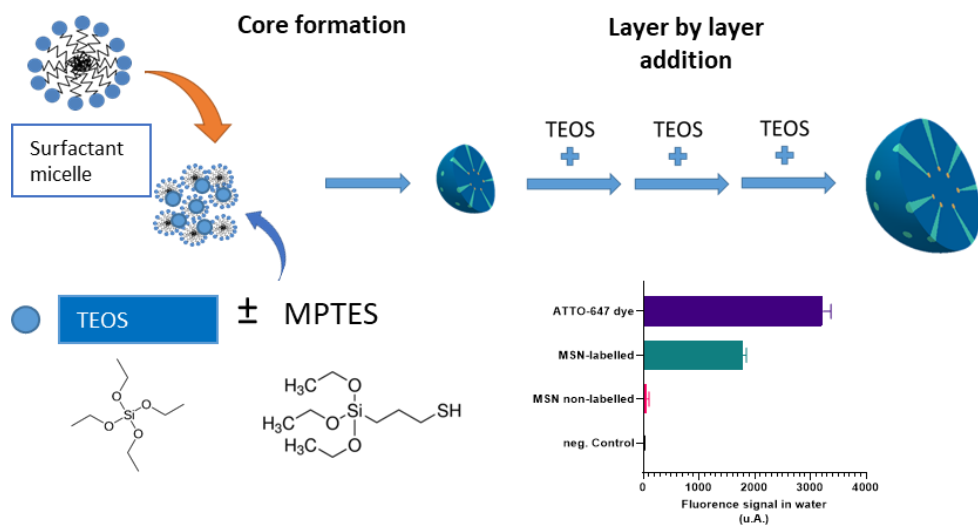 Core formation
Layer by layer
addition
Surfactant
micelle
TEOS
TEOS
TEOS
TEOS
± MPTES
Si
O
O
O
O
H₃C
O
H₃C
O
Si
SH
H₃C
O
ATTO-647 dye
MSN-labelled
MSN non-labelled
neg. Control
0
1000
2000
3000
4000
Fluorence signal in water
(u.A.)